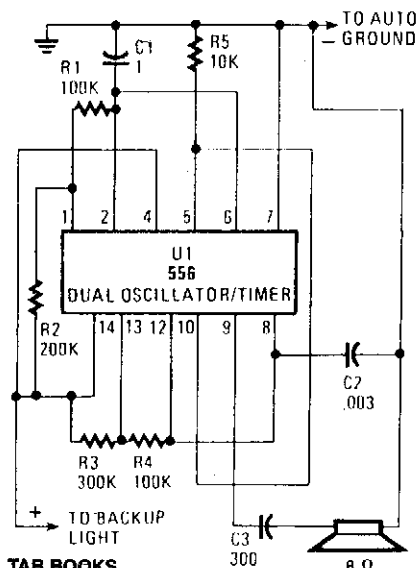 TO AUTO
GROUND
−
C1
1
R5
10K
R1
100K
1 2 4 5 6 7
U1
556
DUAL OSCILLATOR/TIMER
14 13 12 10 9 8
R2
200K
C2
.003
R3
300K
R4
100K
+
TO BACKUP
LIGHT
C3
300
8 Ω
TAB BOOKS